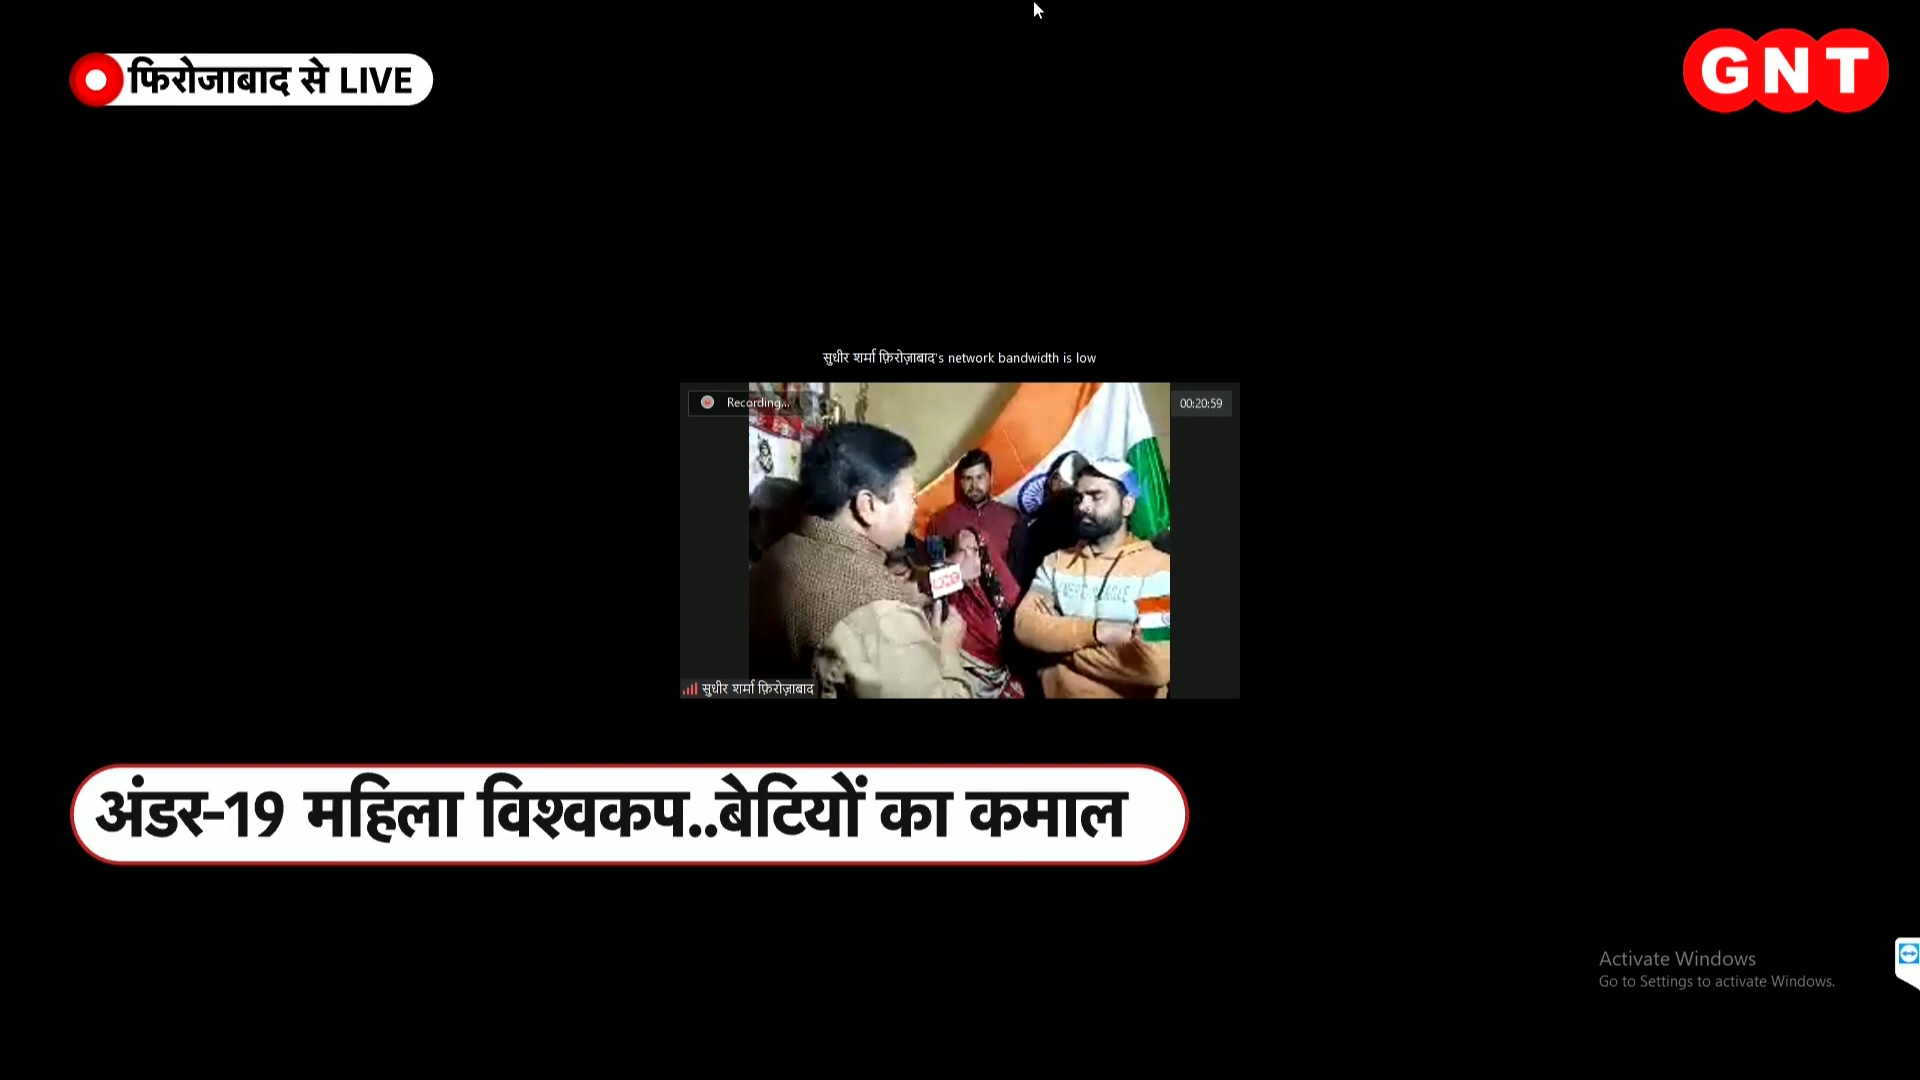 फिरोजाबाद से LIVE
GNT
सुधीर शर्मा फ़िरोज़ाबाद's network bandwidth is low
Recording...
00:20:59
GNT
सुधीर शर्मा फ़िरोज़ाबाद
अंडर-19 महिला विश्वकप..बेटियों का कमाल
Activate Windows
Go to Settings to activate Windows.